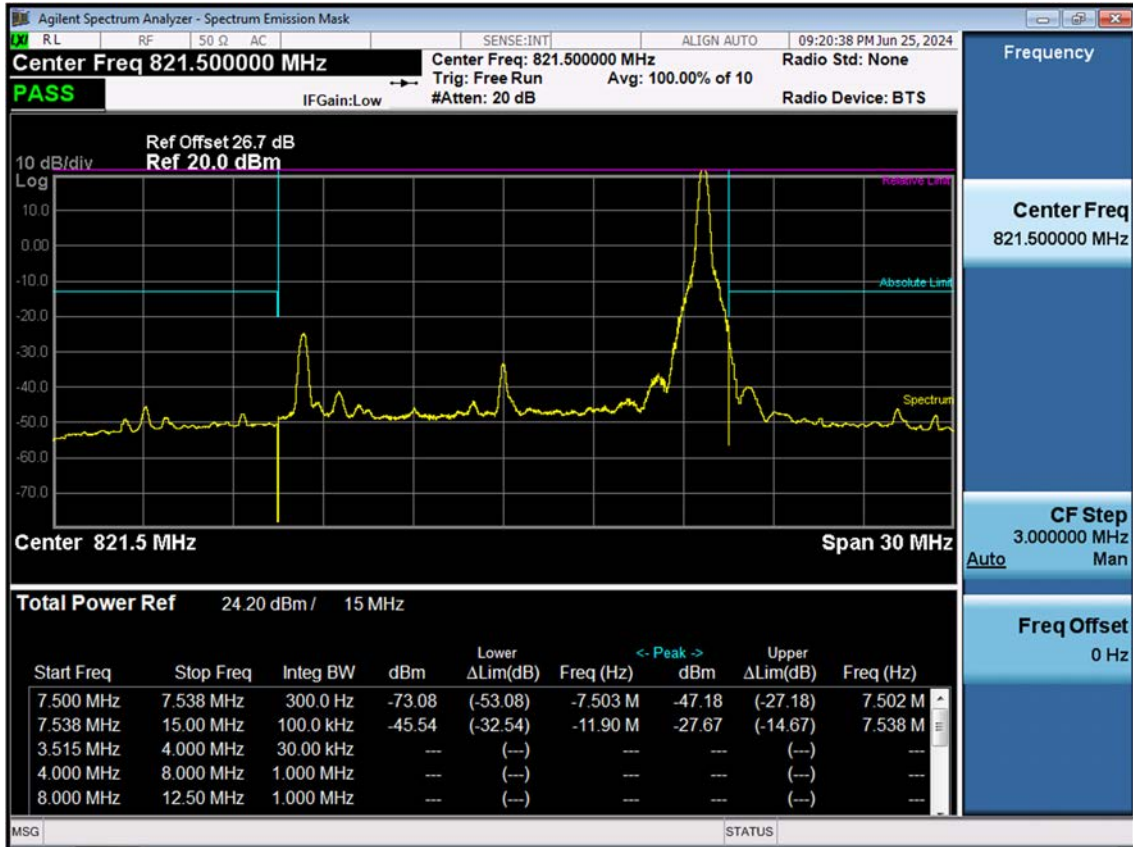 Agilent Spectrum Analyzer - Spectrum Emission Mask
LXI RL RF 50 Ω AC SENSE:INT ALIGN AUTO 09:20:38 PM Jun 25, 2024
Center Freq 821.500000 MHz
Center Freq: 821.500000 MHz
Radio Std: None
Trig: Free Run Avg: 100.00% of 10
PASS
IFGain:Low
#Atten: 20 dB
Radio Device: BTS
Ref Offset 26.7 dB
10 dB/div Ref 20.0 dBm
Log
Relative Limit
10.0
0.00
-10.0
Absolute Limit
-20.0
-30.0
-40.0
Spectrum
-50.0
-60.0
-70.0
Center 821.5 MHz Span 30 MHz
Total Power Ref 24.20 dBm / 15 MHz
Lower <- Peak -> Upper
Start Freq Stop Freq Integ BW dBm ΔLim(dB) Freq (Hz) dBm ΔLim(dB) Freq (Hz)
7.500 MHz 7.538 MHz 300.0 Hz -73.08 (-53.08) -7.503 M -47.18 (-27.18) 7.502 M
7.538 MHz 15.00 MHz 100.0 kHz -45.54 (-32.54) -11.90 M -27.67 (-14.67) 7.538 M
3.515 MHz 4.000 MHz 30.00 kHz --- (---) --- --- (---) ---
4.000 MHz 8.000 MHz 1.000 MHz --- (---) --- --- (---) ---
8.000 MHz 12.50 MHz 1.000 MHz --- (---) --- --- (---) ---
MSG STATUS
Frequency
Center Freq
821.500000 MHz
CF Step
3.000000 MHz
Auto Man
Freq Offset
0 Hz